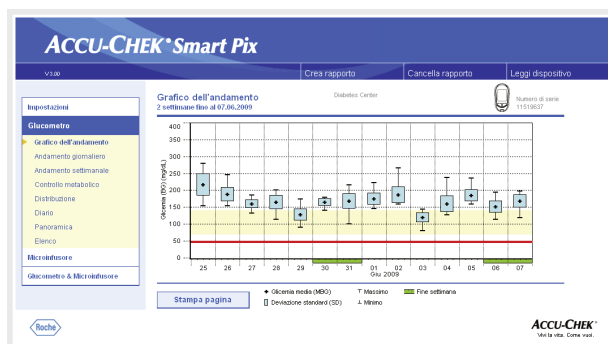 ACCU-CHEK® Smart Pix
V 3.00
Crea rapporto
Cancella rapporto
Leggi dispositivo
Impostazioni
Glucometro
Grafico dell'andamento
Andamento giornaliero
Andamento settimanale
Controllo metabolico
Distribuzione
Diario
Panoramica
Elenco
Microinfusore
Glucometro & Microinfusore
Grafico dell'andamento
2 settimane fino al 07.06.2009
Diabetes Center
Numero di serie
11519637
Glicemia (BG) (mg/dL)
400
350
300
250
200
150
100
50
0
25 26 27 28 29 30 31 01 02 03 04 05 06 07
Giu 2009
Stampa pagina
Glicemia media (MBG)
Massimo
Fine settimana
Deviazione standard (SD)
Minimo
Roche
ACCU-CHEK®
Vivi la vita. Come vuoi.